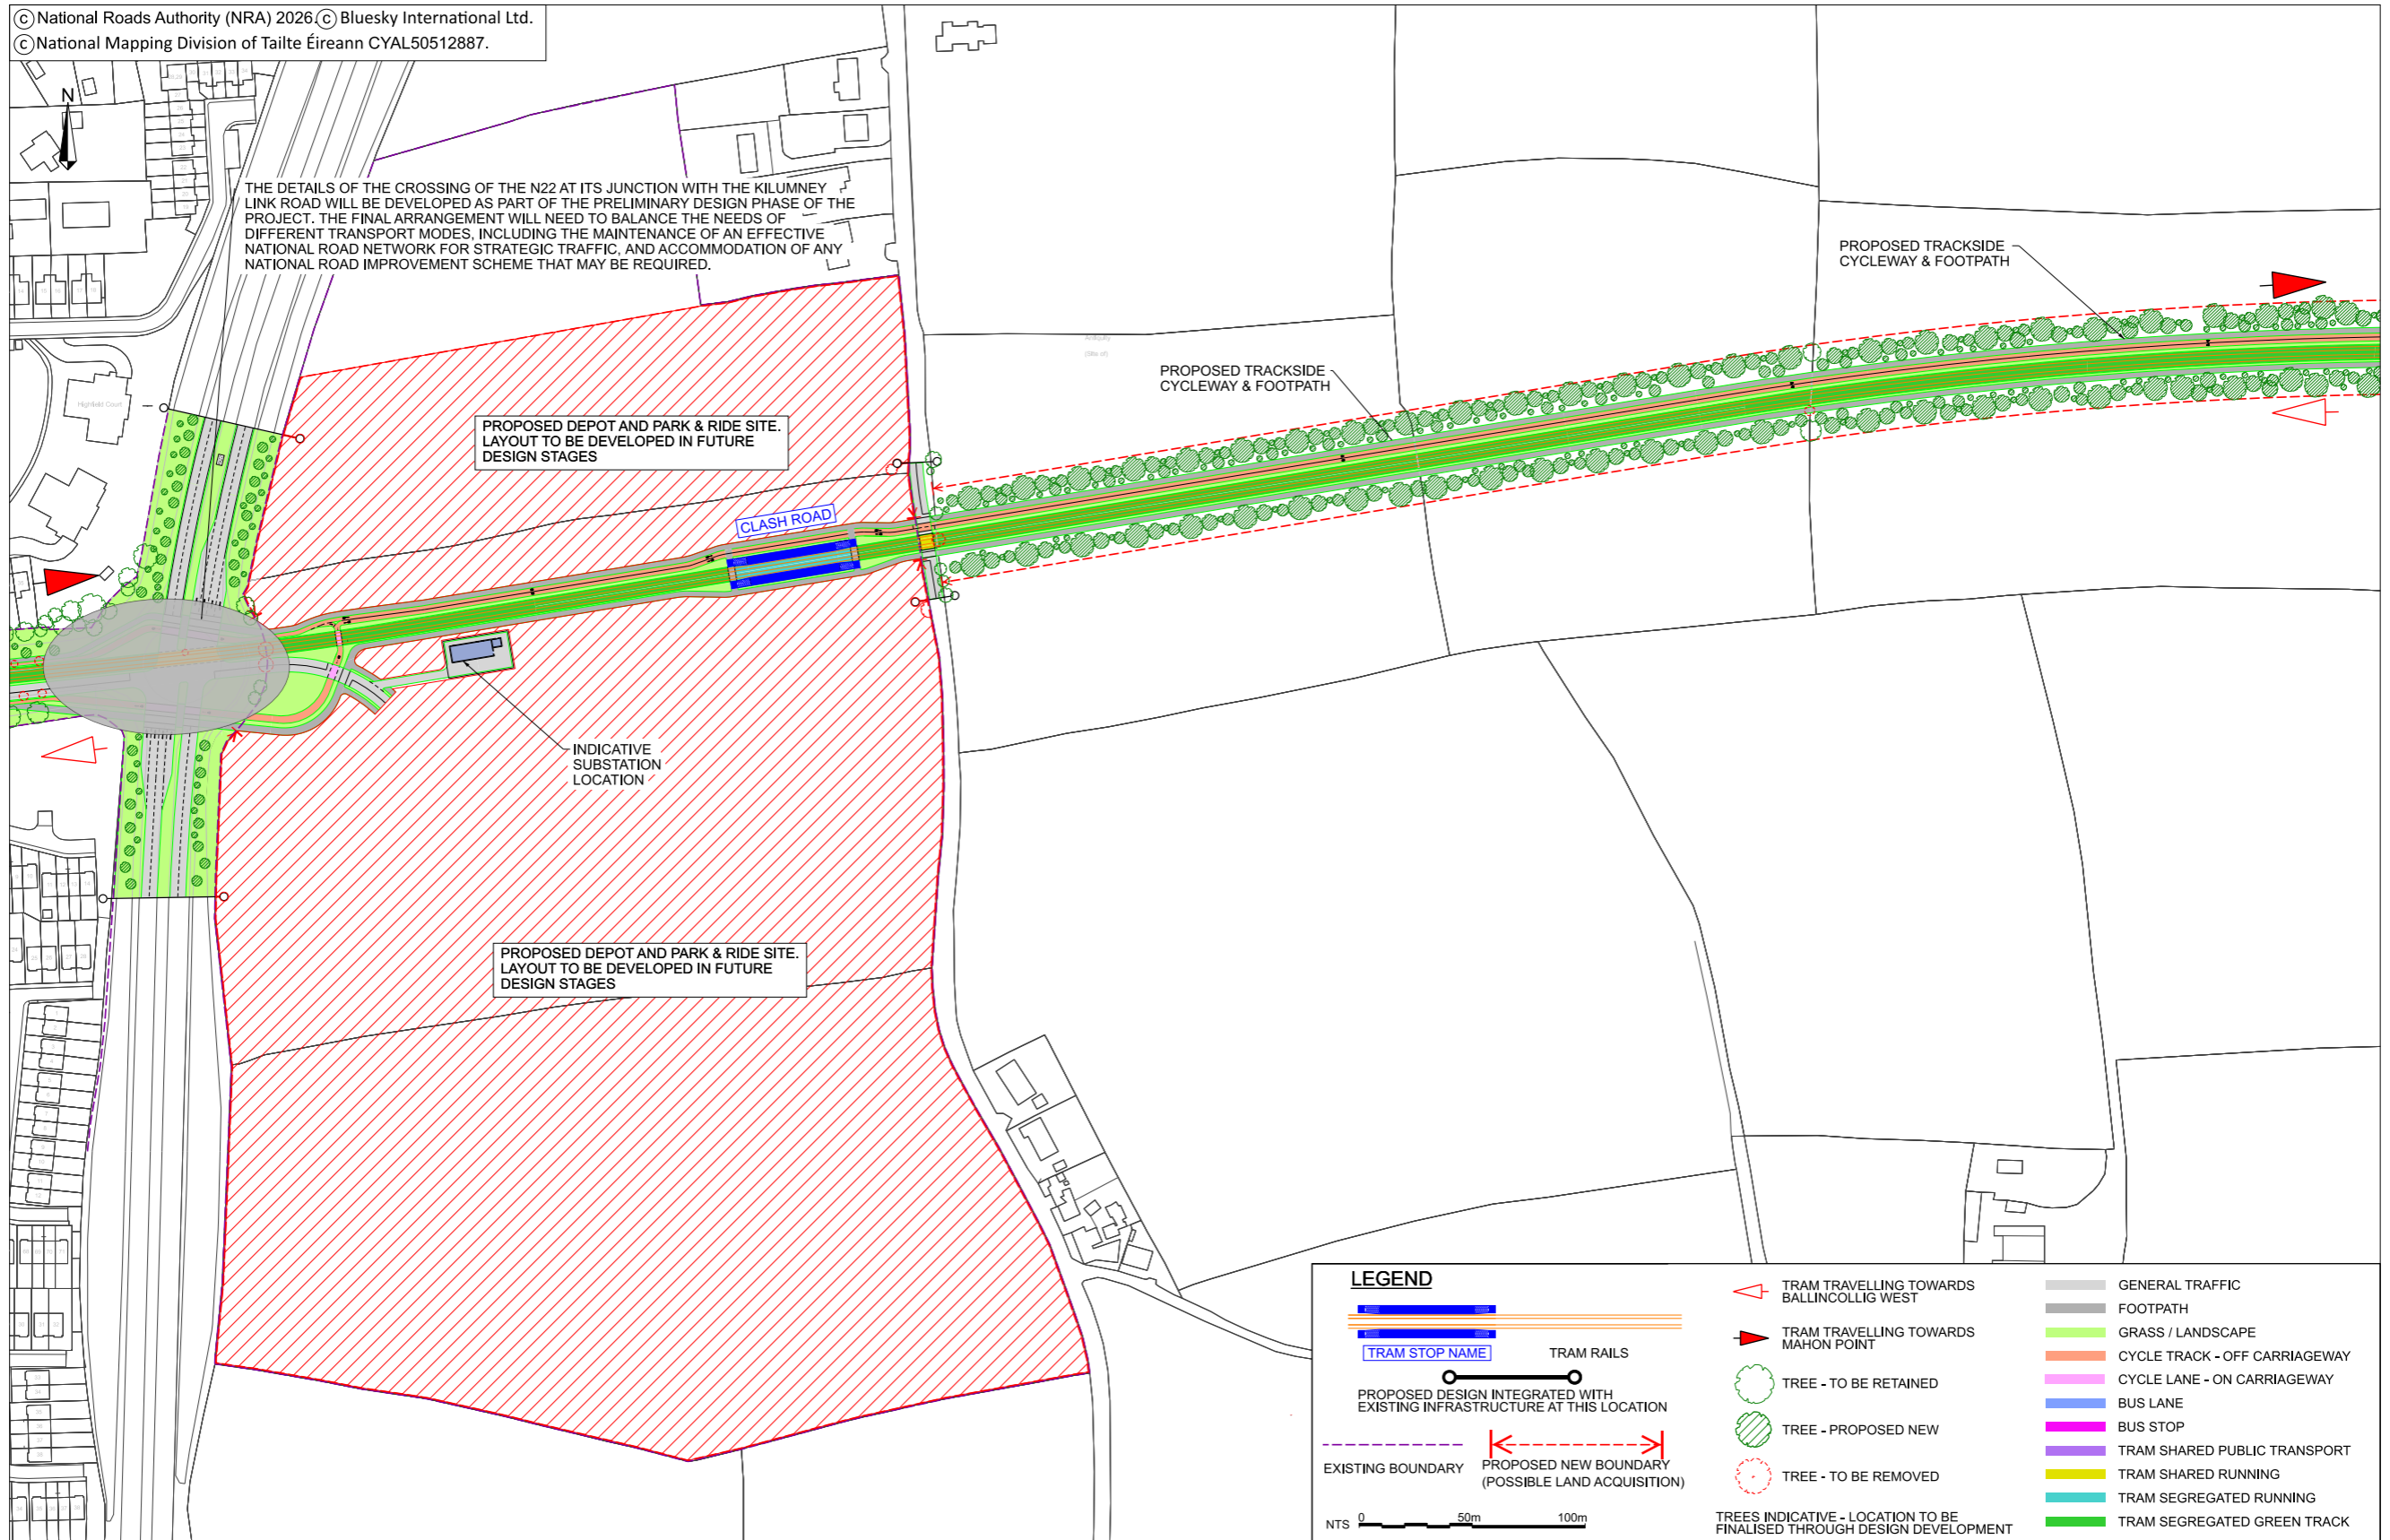 © National Roads Authority (NRA) 2026. © Bluesky International Ltd.
© National Mapping Division of Tailte Éireann CYAL50512887.
N
THE DETAILS OF THE CROSSING OF THE N22 AT ITS JUNCTION WITH THE KILUMNEY
LINK ROAD WILL BE DEVELOPED AS PART OF THE PRELIMINARY DESIGN PHASE OF THE
PROJECT. THE FINAL ARRANGEMENT WILL NEED TO BALANCE THE NEEDS OF
DIFFERENT TRANSPORT MODES, INCLUDING THE MAINTENANCE OF AN EFFECTIVE
NATIONAL ROAD NETWORK FOR STRATEGIC TRAFFIC, AND ACCOMMODATION OF ANY
NATIONAL ROAD IMPROVEMENT SCHEME THAT MAY BE REQUIRED.
PROPOSED TRACKSIDE
CYCLEWAY & FOOTPATH
Antiquity
(Site of)
PROPOSED TRACKSIDE
CYCLEWAY & FOOTPATH
Highfield Court
PROPOSED DEPOT AND PARK & RIDE SITE.
LAYOUT TO BE DEVELOPED IN FUTURE
DESIGN STAGES
CLASH ROAD
INDICATIVE
SUBSTATION
LOCATION
PROPOSED DEPOT AND PARK & RIDE SITE.
LAYOUT TO BE DEVELOPED IN FUTURE
DESIGN STAGES
LEGEND
TRAM STOP NAME
TRAM RAILS
PROPOSED DESIGN INTEGRATED WITH
EXISTING INFRASTRUCTURE AT THIS LOCATION
EXISTING BOUNDARY
PROPOSED NEW BOUNDARY
(POSSIBLE LAND ACQUISITION)
NTS 0 50m 100m
TRAM TRAVELLING TOWARDS
BALLINCOLLIG WEST
TRAM TRAVELLING TOWARDS
MAHON POINT
TREE - TO BE RETAINED
TREE - PROPOSED NEW
TREE - TO BE REMOVED
TREES INDICATIVE - LOCATION TO BE
FINALISED THROUGH DESIGN DEVELOPMENT
GENERAL TRAFFIC
FOOTPATH
GRASS / LANDSCAPE
CYCLE TRACK - OFF CARRIAGEWAY
CYCLE LANE - ON CARRIAGEWAY
BUS LANE
BUS STOP
TRAM SHARED PUBLIC TRANSPORT
TRAM SHARED RUNNING
TRAM SEGREGATED RUNNING
TRAM SEGREGATED GREEN TRACK